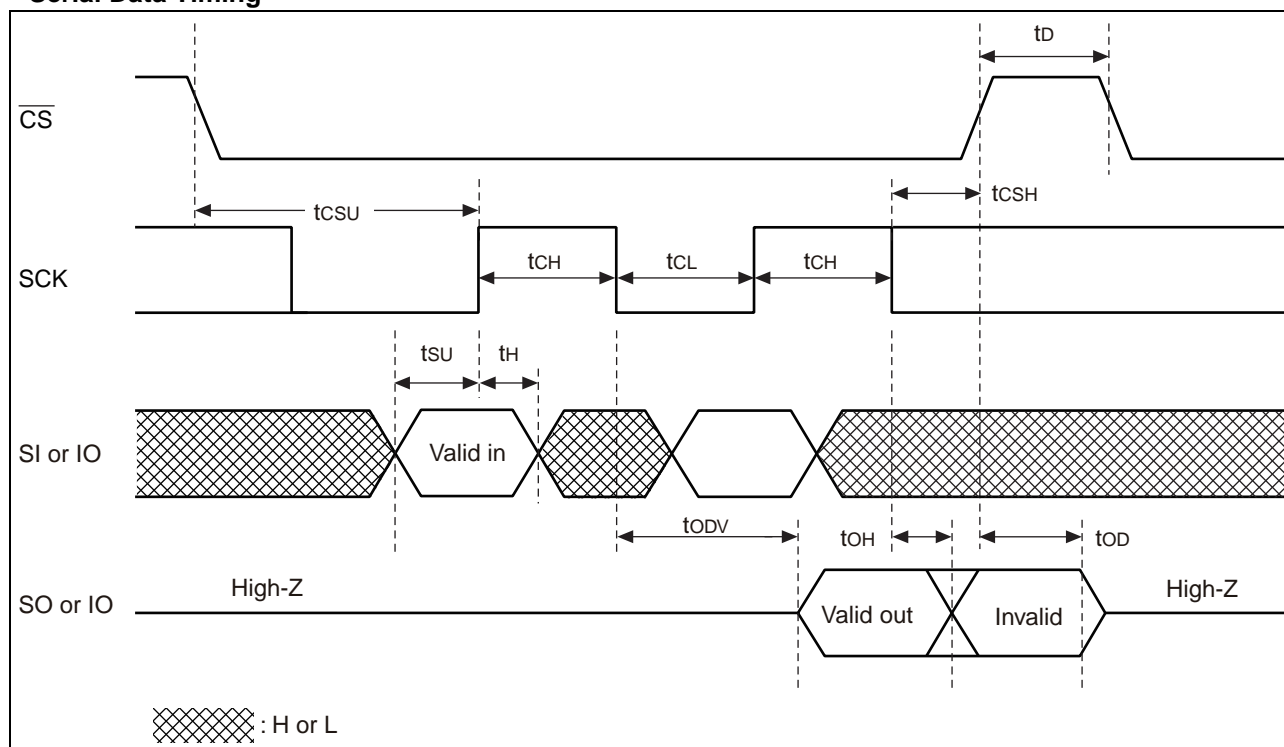 Serial Data Timing
tD
CS
tCSH
tCSU
SCK
tCH
tCL
tCH
tSU
tH
SI or IO
Valid in
tODV
tOH
tOD
SO or IO
High-Z
Valid out
Invalid
High-Z
: H or L